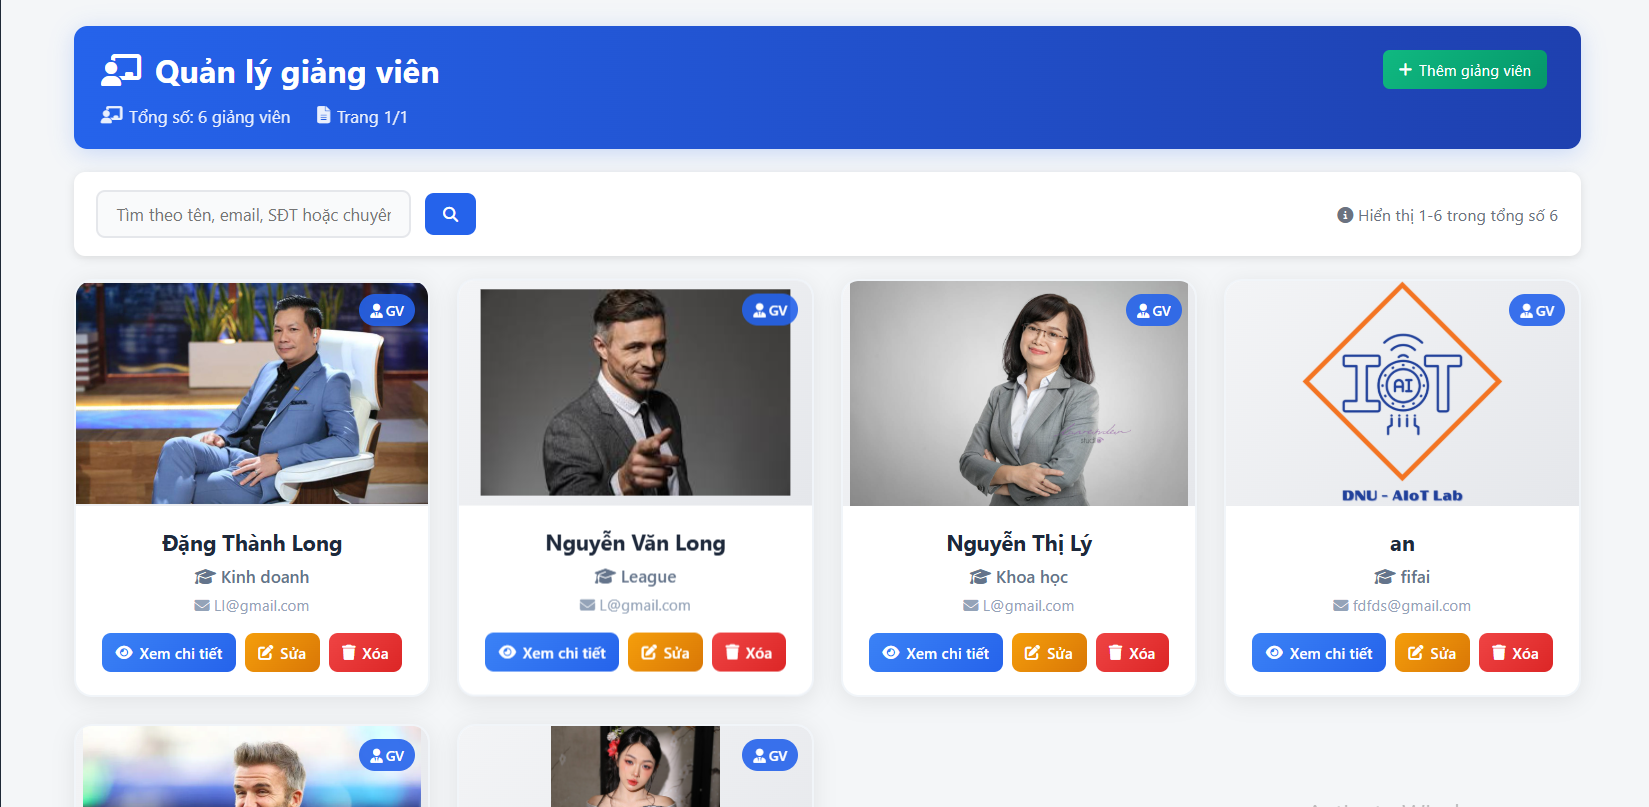 Quản lý giảng viên
Thêm giảng viên
Tổng số: 6 giảng viên Trang 1/1
Tìm theo tên, email, SĐT hoặc chuyên
Hiển thị 1-6 trong tổng số 6
GV
GV
GV
studio
GV
IOT
AI
DNU - AIoT Lab
Đặng Thành Long
Kinh doanh
LI@gmail.com
Xem chi tiết Sửa Xóa
Nguyễn Văn Long
League
L@gmail.com
Xem chi tiết Sửa Xóa
Nguyễn Thị Lý
Khoa học
L@gmail.com
Xem chi tiết Sửa Xóa
an
fifai
fdfds@gmail.com
Xem chi tiết Sửa Xóa
GV
GV